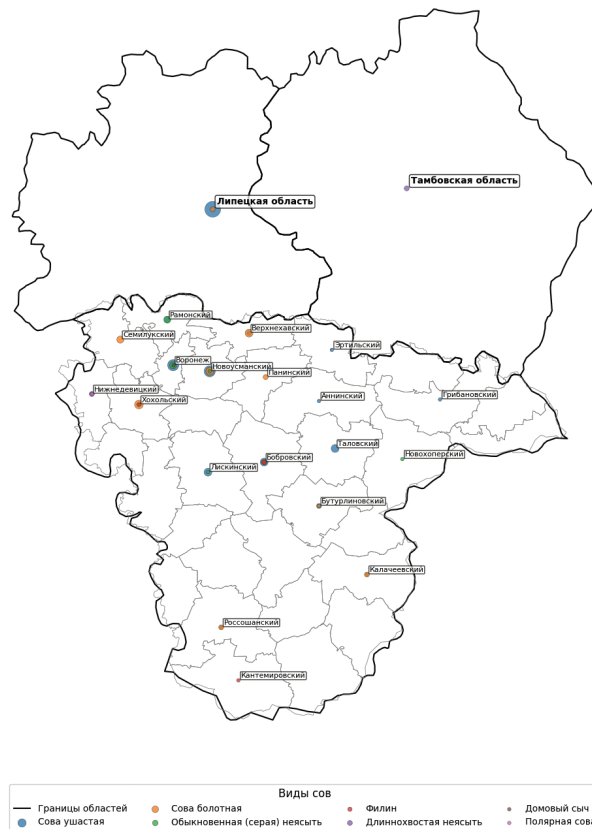 Тамбовская область
Липецкая область
Рамонский
Верхнехавский
Семилукский
Эртильский
Воронеж
Новоусманский
Панинский
Нижнедевицкий
Аннинский
Грибановский
Хохольский
Таловский
Новохоперский
Бобровский
Лискинский
Бутурлиновский
Калачеевский
Россошанский
Кантемировский
Виды сов
Границы областей Сова болотная Филин Домовый сыч
Сова ушастая Обыкновенная (серая) неясыть Длиннохвостая неясыть Полярная сова